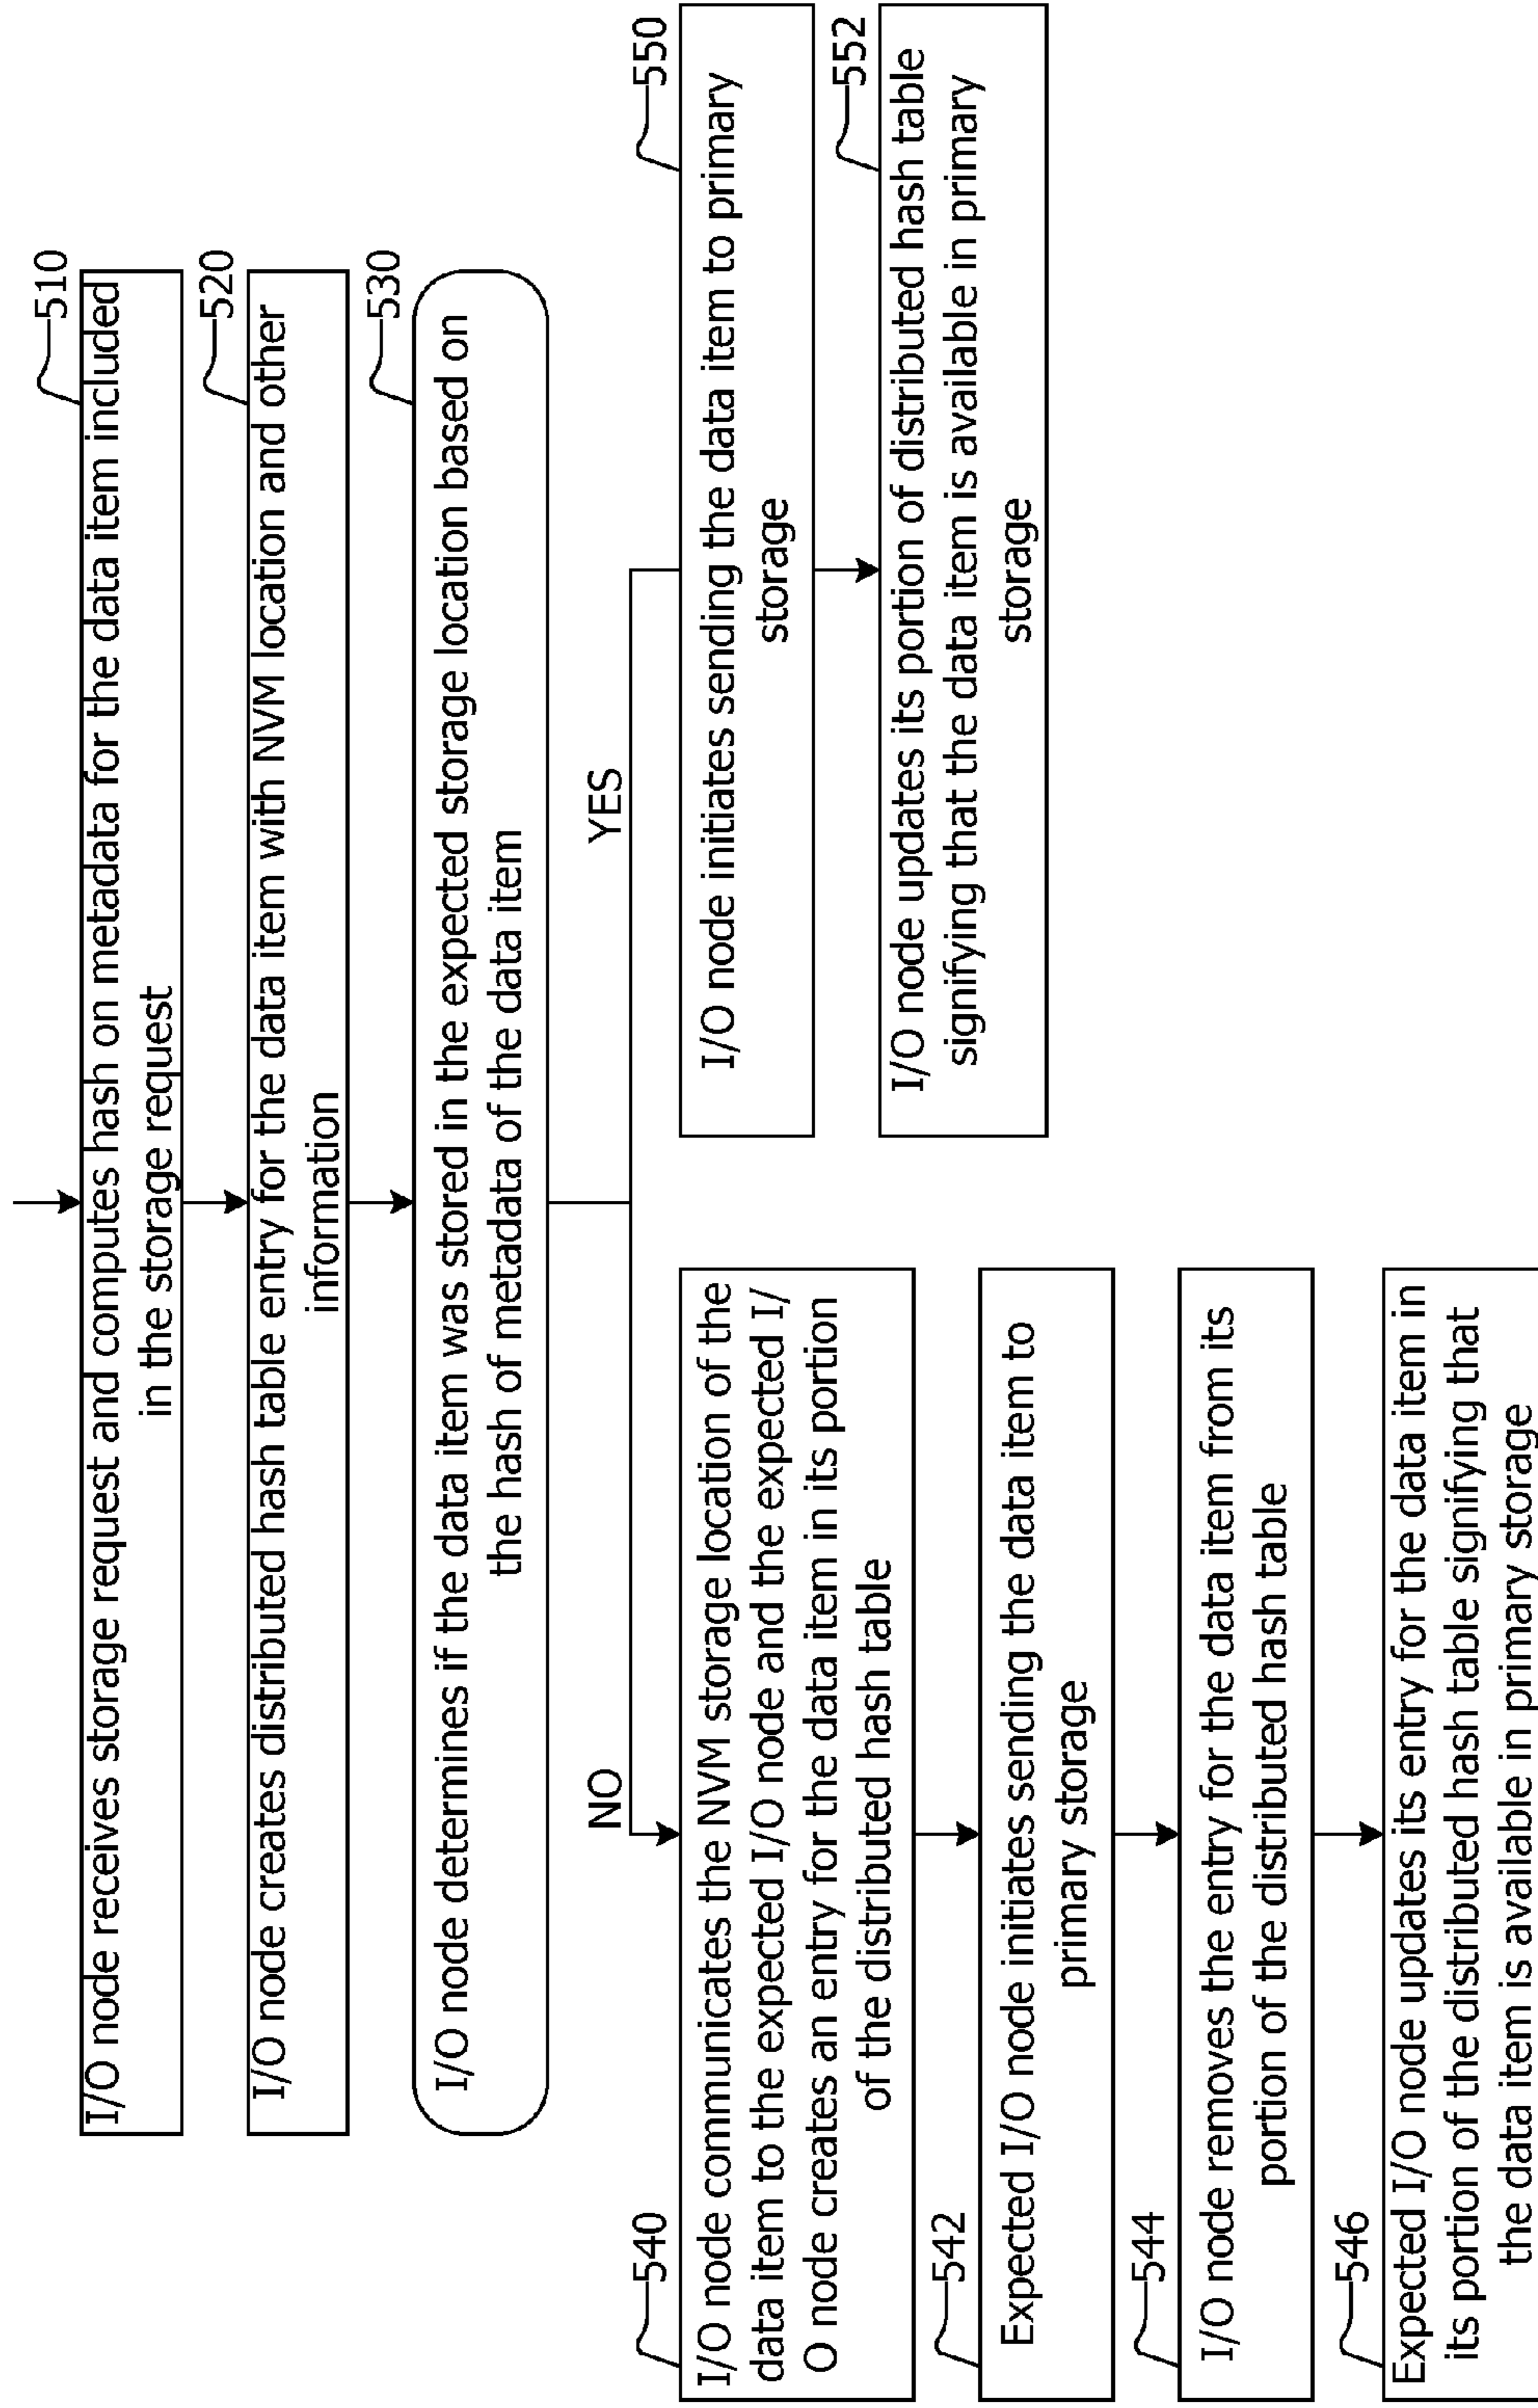 510
I/O node receives storage request and computes hash on metadata for the data item included
in the storage request
520
I/O node creates distributed hash table entry for the data item with NVM location and other
information
530
I/O node determines if the data item was stored in the expected storage location based on
the hash of metadata of the data item
NO
YES
540
I/O node communicates the NVM storage location of the
data item to the expected I/O node and the expected I/
O node creates an entry for the data item in its portion
of the distributed hash table
542
Expected I/O node initiates sending the data item to
primary storage
544
I/O node removes the entry for the data item from its
portion of the distributed hash table
546
Expected I/O node updates its entry for the data item in
its portion of the distributed hash table signifying that
the data item is available in primary storage
550
I/O node initiates sending the data item to primary
storage
552
I/O node updates its portion of distributed hash table
signifying that the data item is available in primary
storage